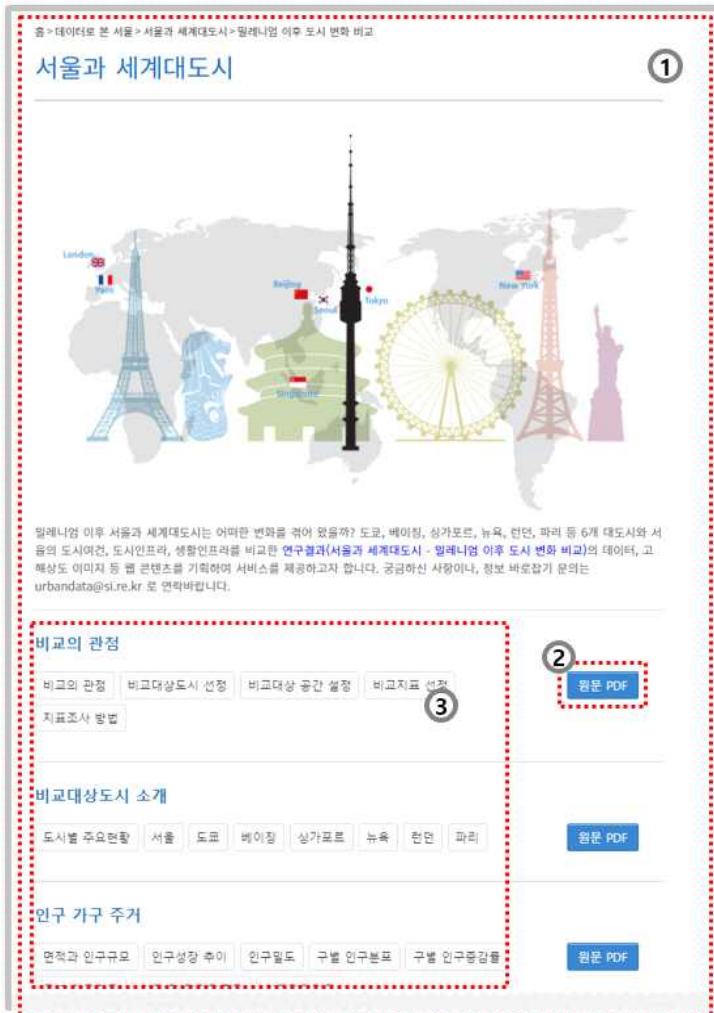 홈 > 데이터로 본 서울 > 서울과 세계대도시 > 밀레니엄 이후 도시 변화 비교
서울과 세계대도시
①
London
Paris
Beijing
Seoul
Tokyo
New York
Singapore
밀레니엄 이후 서울과 세계대도시는 어떠한 변화를 겪어 왔을까? 도쿄, 베이징, 싱가포르, 뉴욕, 런던, 파리 등 6개 대도시와 서
울의 도시여건, 도시인프라, 생활인프라를 비교한 연구결과(서울과 세계대도시 - 밀레니엄 이후 도시 변화 비교)의 데이터, 고
해상도 이미지 등 웹 콘텐츠를 기획하여 서비스를 제공하고자 합니다. 궁금하신 사항이나, 정보 바로잡기 문의는
urbandata@si.re.kr 로 연락바랍니다.
비교의 관점
②
비교의 관점 비교대상도시 선정 비교대상 공간 설정 비교지표 선정 원문 PDF
③
지표조사 방법
비교대상도시 소개
도시별 주요현황 서울 도쿄 베이징 싱가포르 뉴욕 런던 파리 원문 PDF
인구 가구 주거
면적과 인구규모 인구성장 추이 인구밀도 구별 인구분포 구별 인구증감률 원문 PDF